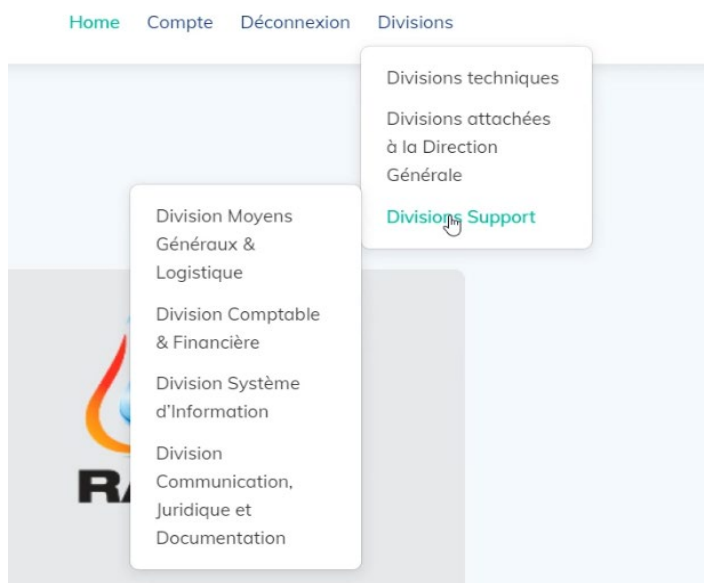 Home Compte Déconnexion Divisions
Divisions techniques
Divisions attachées
à la Direction
Générale
Divisions Support
Division Moyens
Généraux &
Logistique
Division Comptable
& Financière
Division Système
d'Information
Division
Communication,
Juridique et
Documentation